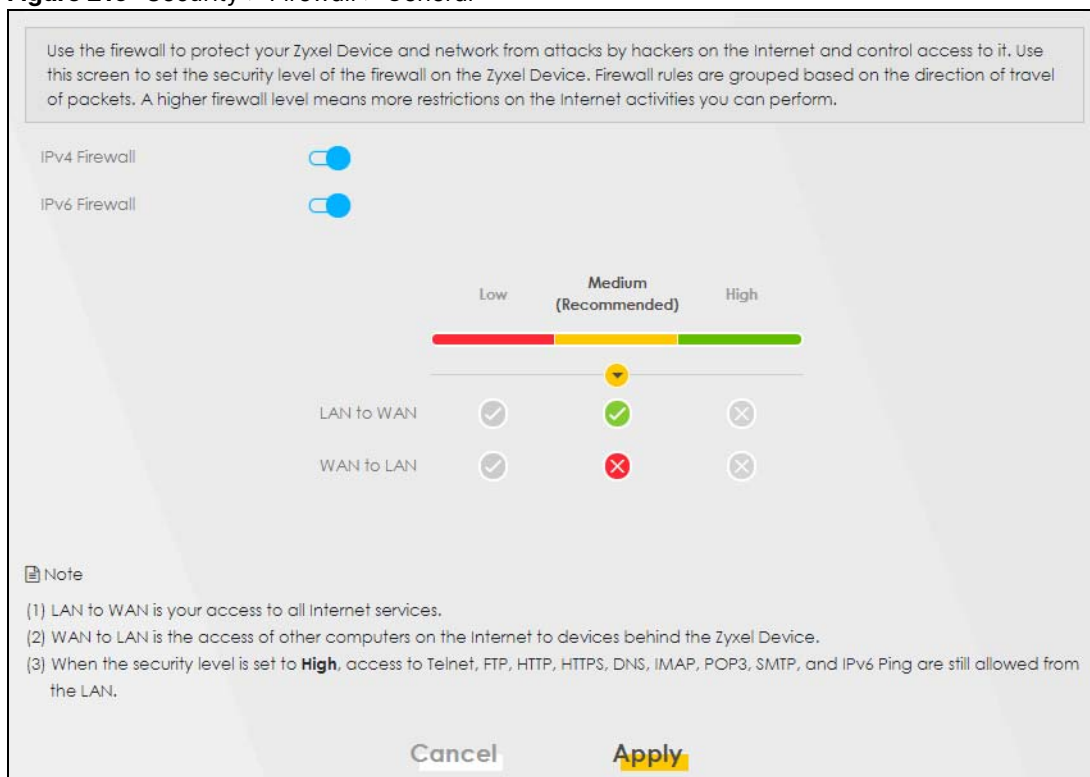 Use the firewall to protect your Zyxel Device and network from attacks by hackers on the Internet and control access to it. Use
this screen to set the security level of the firewall on the Zyxel Device. Firewall rules are grouped based on the direction of travel
of packets. A higher firewall level means more restrictions on the Internet activities you can perform.
IPv4 Firewall
IPv6 Firewall
Low
Medium
(Recommended)
High
LAN to WAN
WAN to LAN
Note
(1) LAN to WAN is your access to all Internet services.
(2) WAN to LAN is the access of other computers on the Internet to devices behind the Zyxel Device.
(3) When the security level is set to High, access to Telnet, FTP, HTTP, HTTPS, DNS, IMAP, POP3, SMTP, and IPv6 Ping are still allowed from
the LAN.
Cancel
Apply